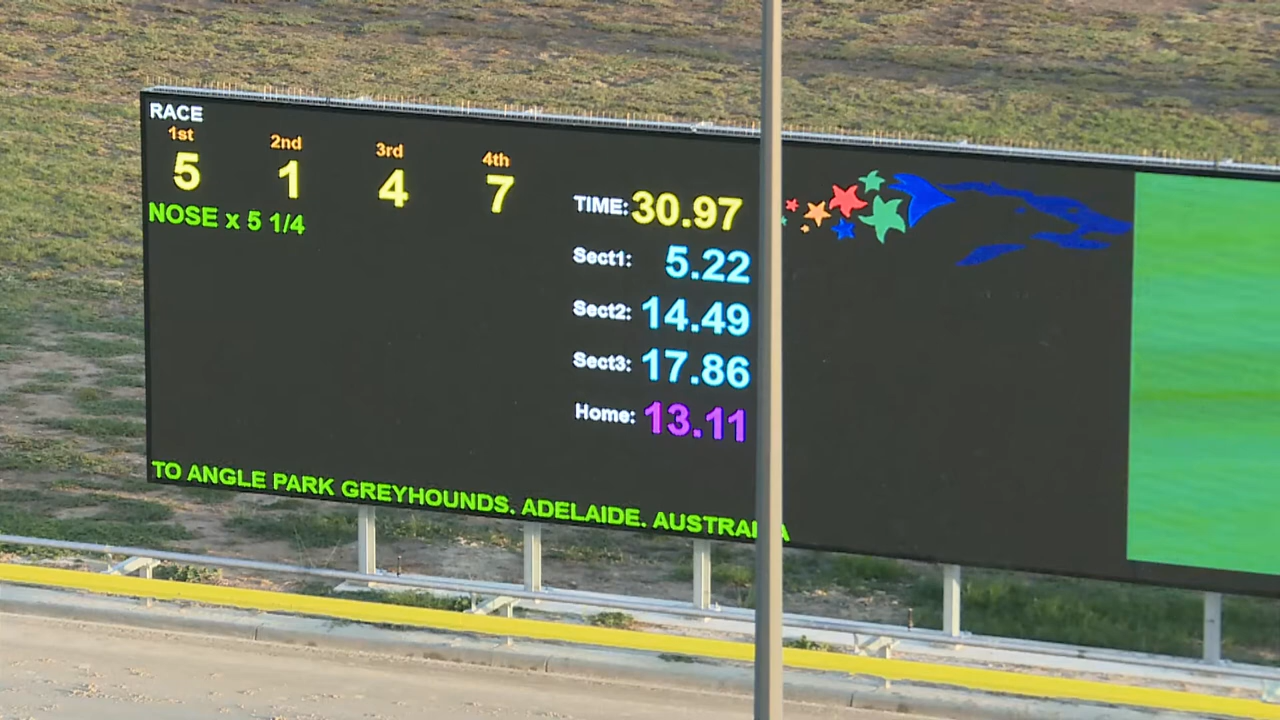 RACE
1st 2nd 3rd 4th
5 1 4 7
NOSE x 5 1/4
TIME: 30.97
Sect1: 5.22
Sect2: 14.49
Sect3: 17.86
Home: 13.11
TO ANGLE PARK GREYHOUNDS. ADELAIDE. AUSTRALIA